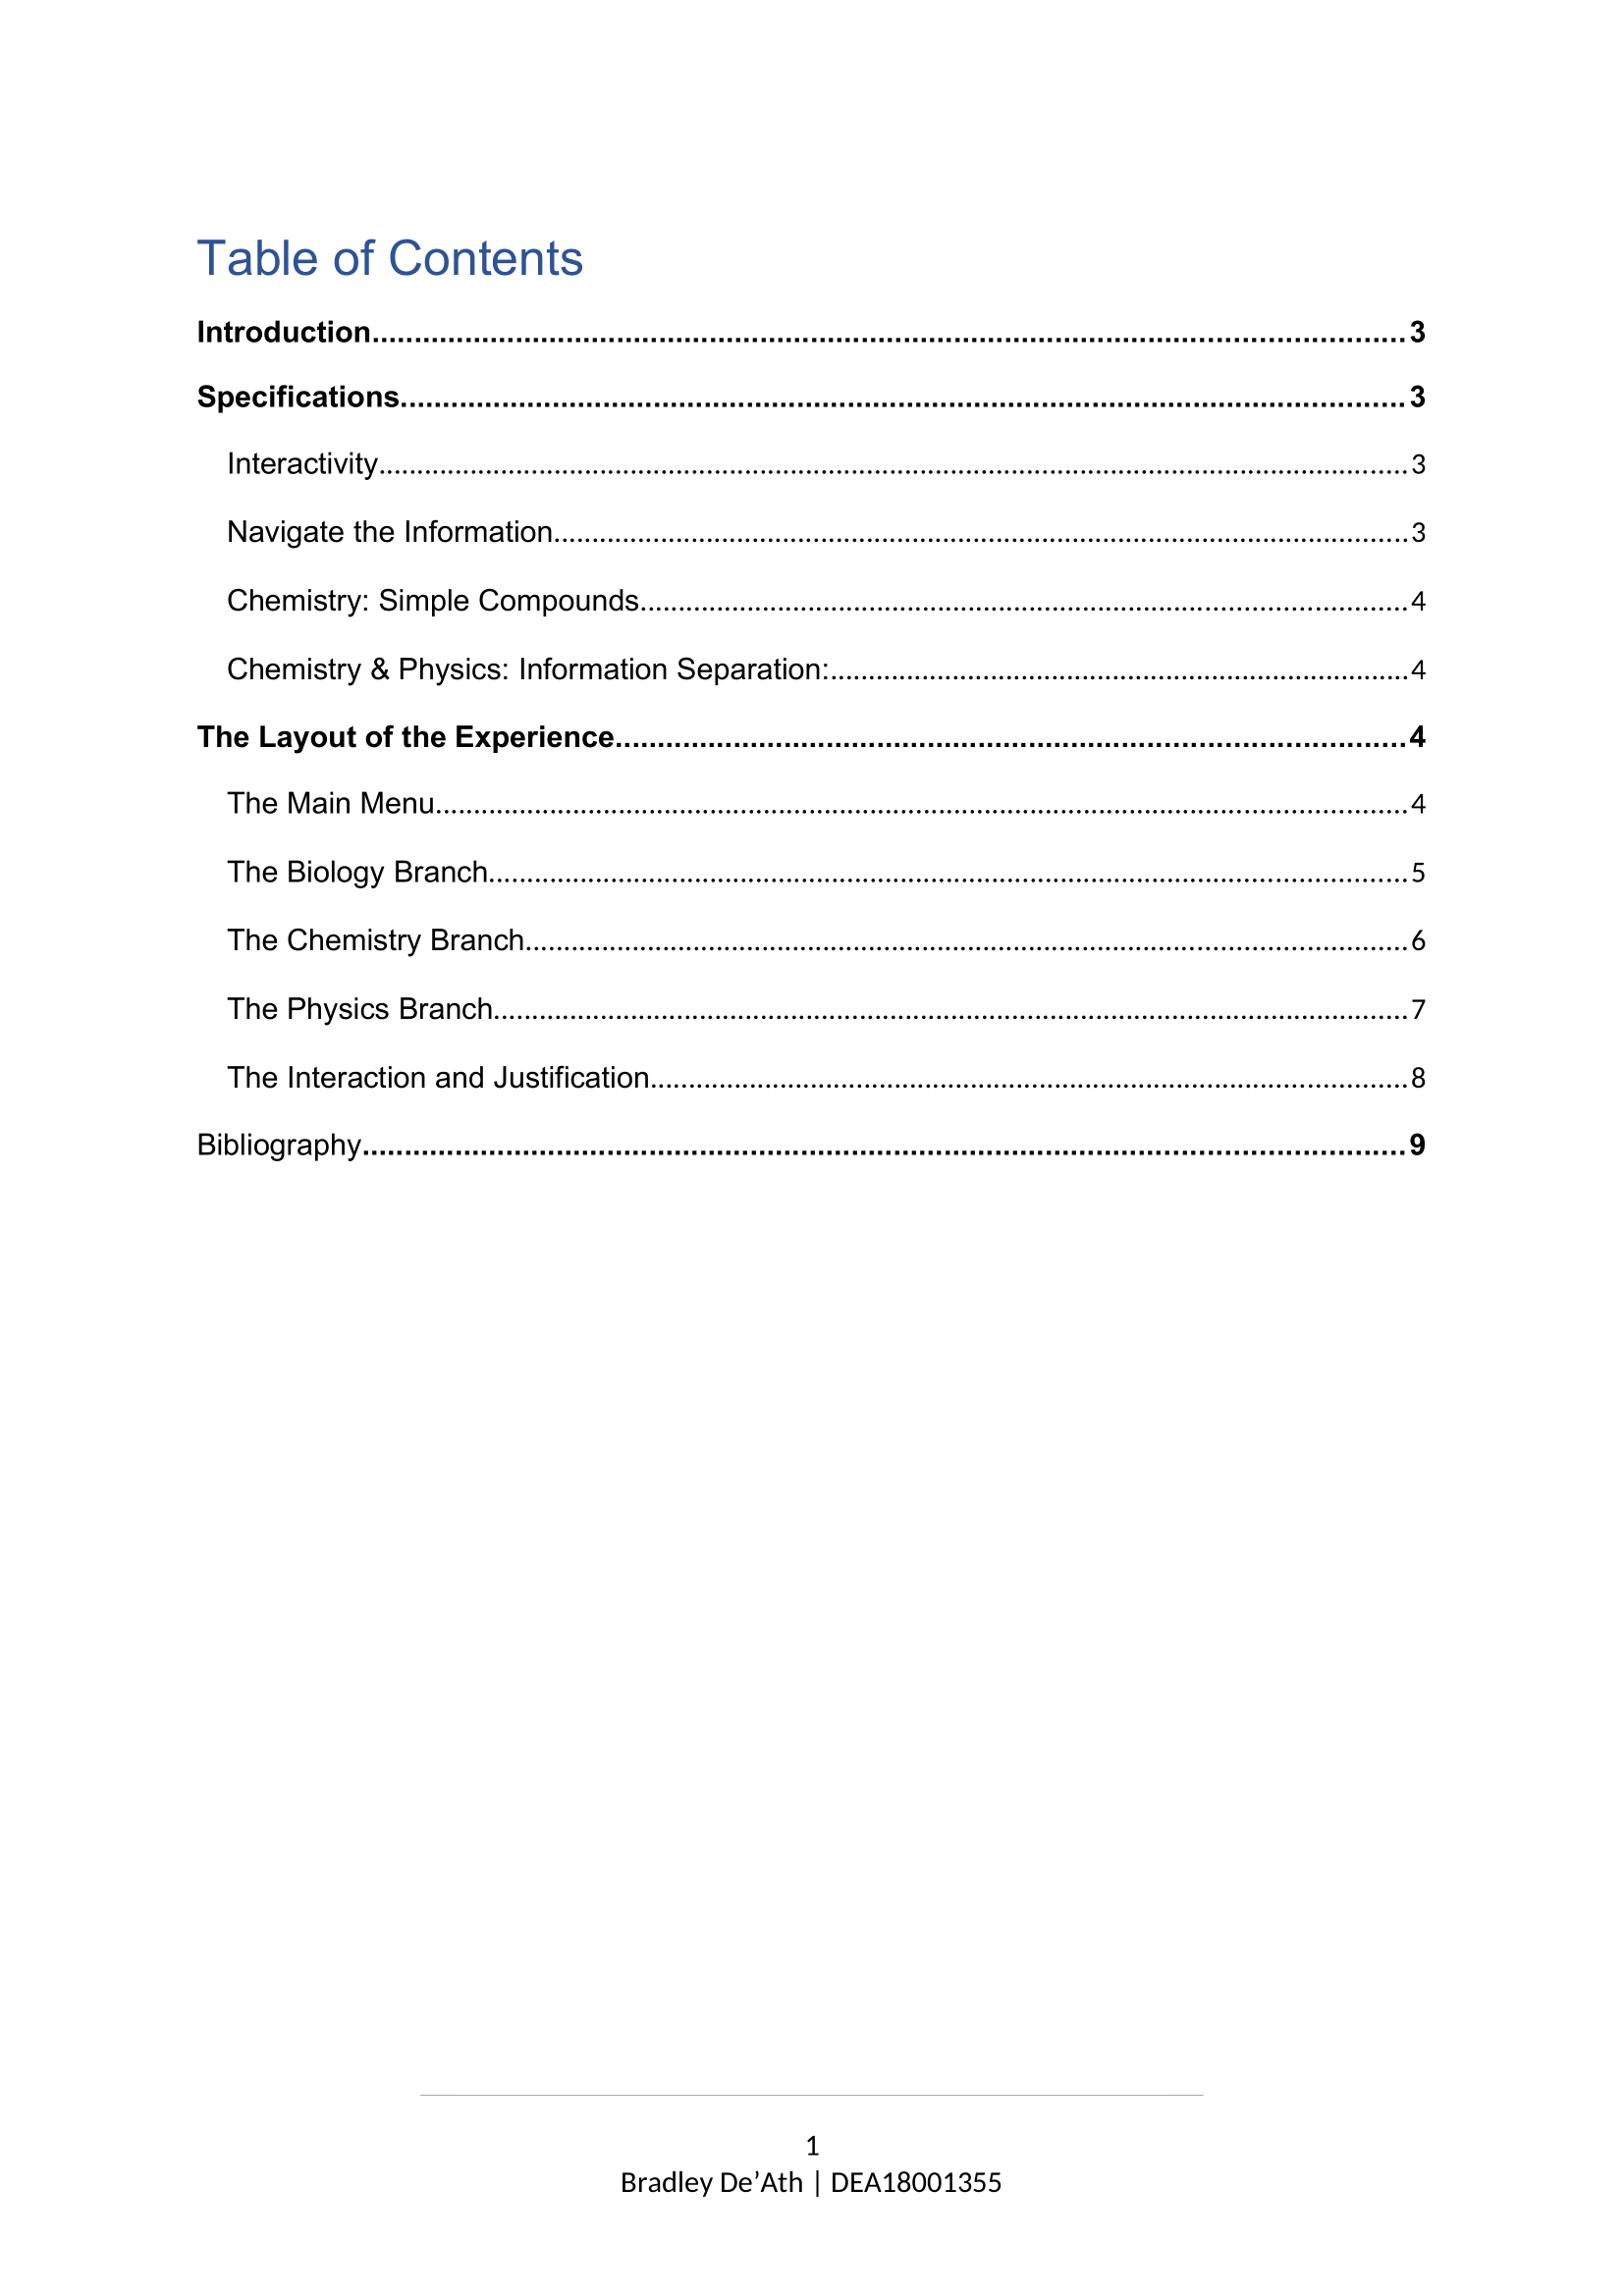 Table of Contents
Introduction 3
Specifications 3
Interactivity 3
Navigate the Information 3
Chemistry: Simple Compounds 4
Chemistry & Physics: Information Separation: 4
The Layout of the Experience 4
The Main Menu 4
The Biology Branch 5
The Chemistry Branch 6
The Physics Branch 7
The Interaction and Justification 8
Bibliography 9
1
Bradley De’Ath | DEA18001355